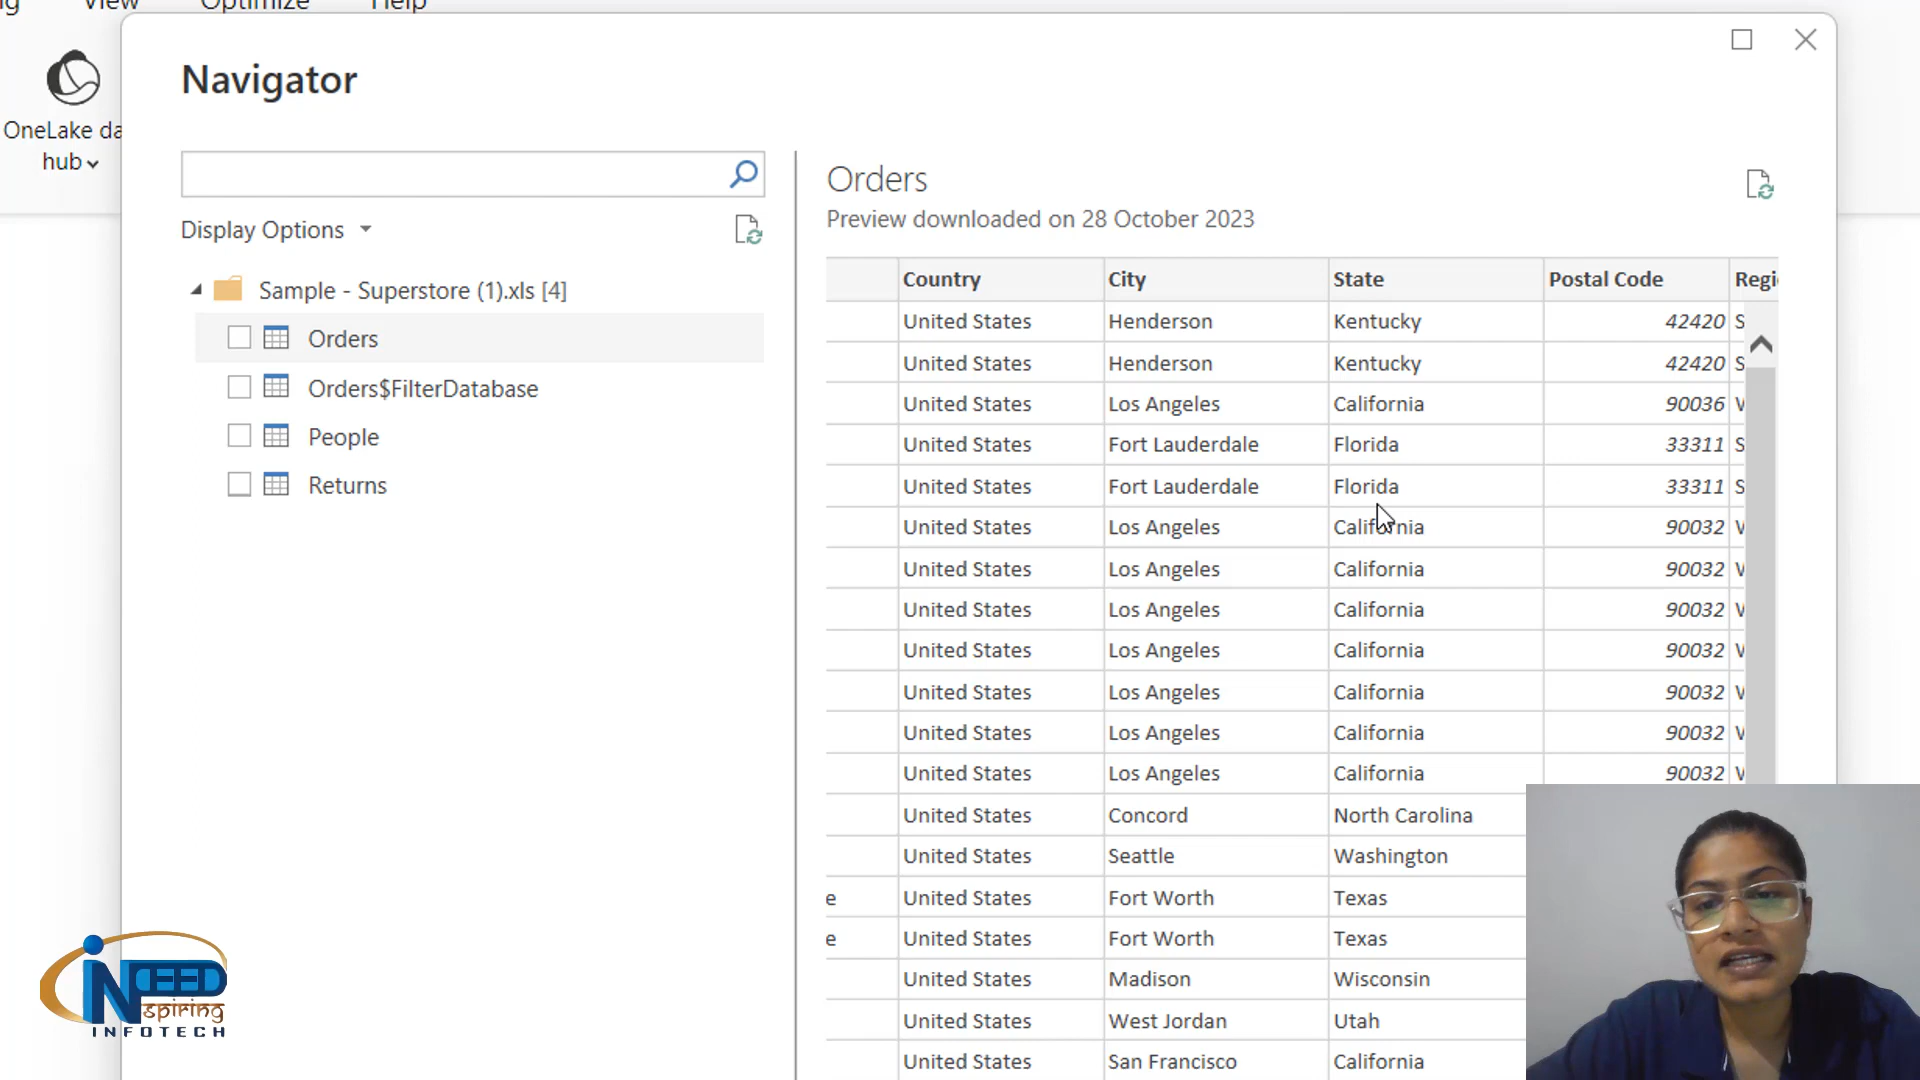 View Optimize Help
OneLake da
hub
Navigator
Display Options
Sample - Superstore (1).xls [4]
Orders
Orders$FilterDatabase
People
Returns
Orders
Preview downloaded on 28 October 2023
Country City State Postal Code Regi
United States Henderson Kentucky 42420 S
United States Henderson Kentucky 42420 S
United States Los Angeles California 90036
United States Fort Lauderdale Florida 33311 S
United States Fort Lauderdale Florida 33311 S
United States Los Angeles California 90032
United States Los Angeles California 90032
United States Los Angeles California 90032
United States Los Angeles California 90032
United States Los Angeles California 90032
United States Los Angeles California 90032
United States Los Angeles California 90032
United States Concord North Carolina
United States Seattle Washington
e United States Fort Worth Texas
e United States Fort Worth Texas
United States Madison Wisconsin
United States West Jordan Utah
United States San Francisco California
iNEED
nspiring
INFOTECH